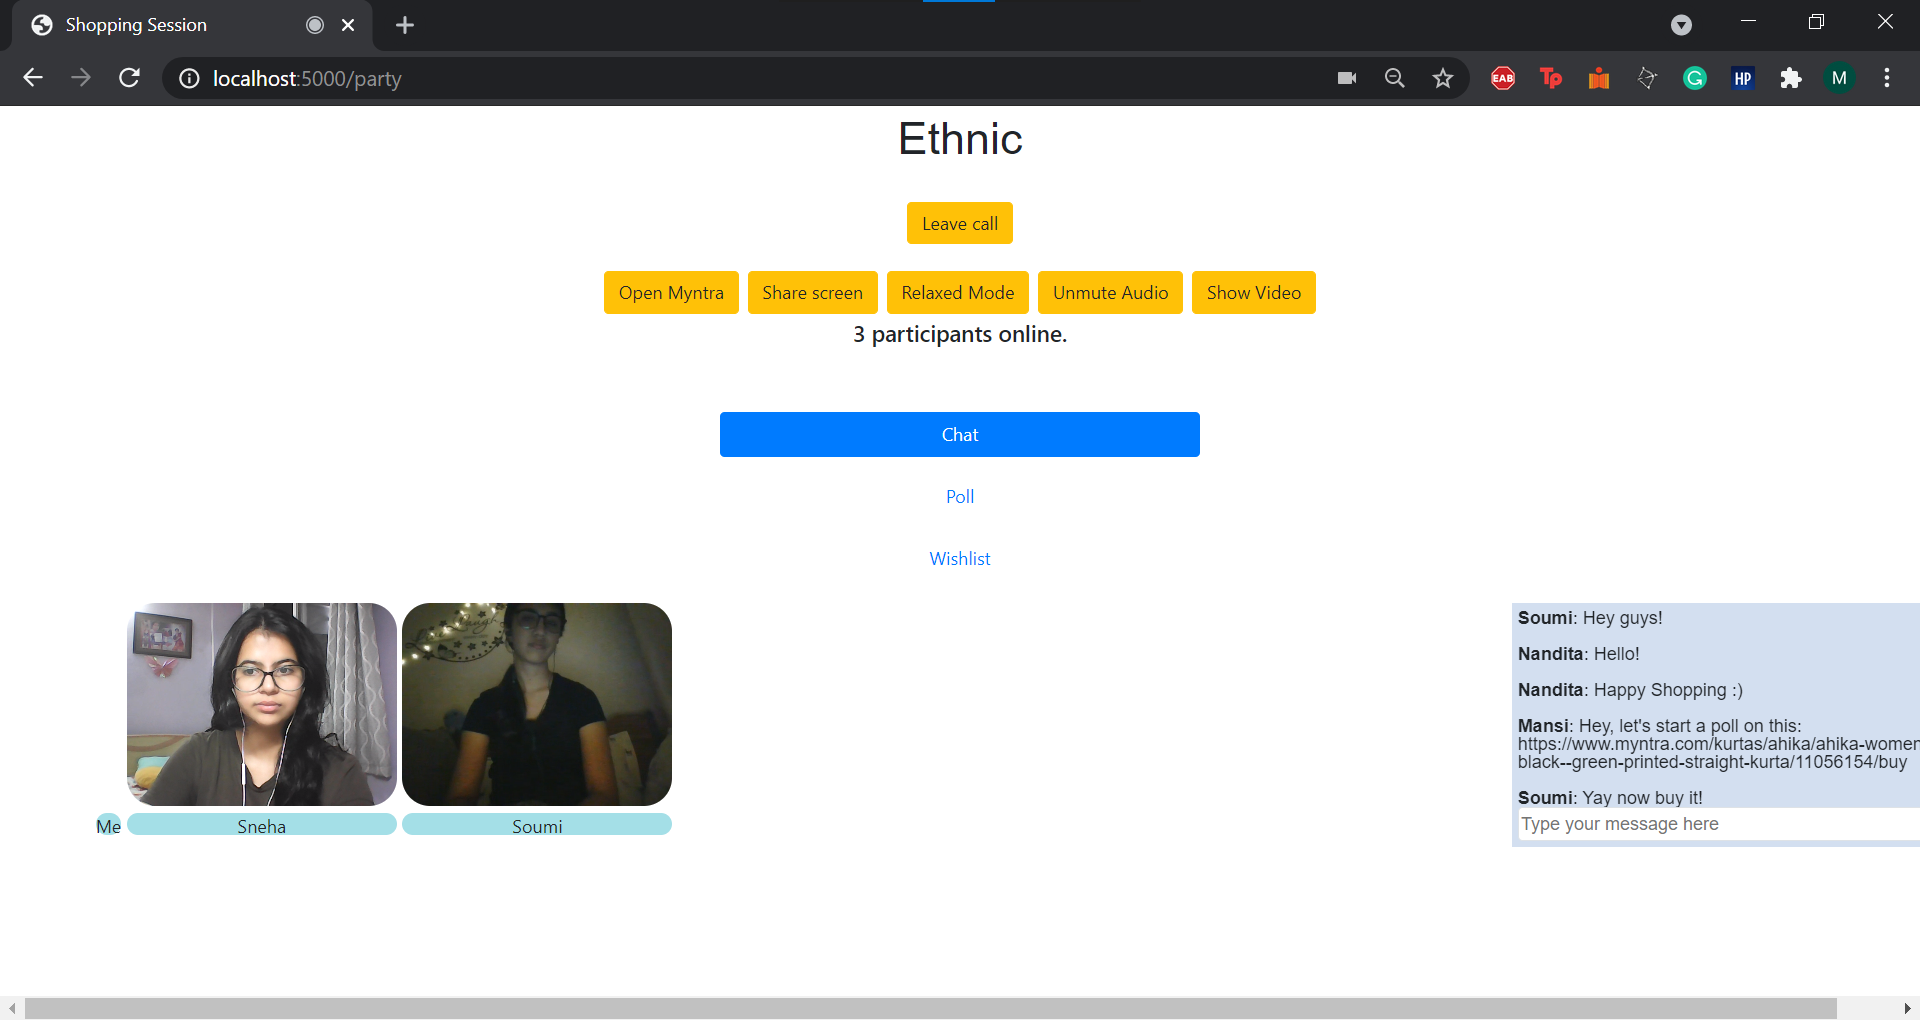 Shopping Session
localhost:5000/party
EAB
Tp
G
HP
M
Ethnic
Leave call
Open Myntra Share screen Relaxed Mode Unmute Audio Show Video
3 participants online.
Chat
Poll
Wishlist
Me Sneha Soumi
Soumi: Hey guys!
Nandita: Hello!
Nandita: Happy Shopping :)
Mansi: Hey, let's start a poll on this:
https://www.myntra.com/kurtas/ahika/ahika-women
black--green-printed-straight-kurta/11056154/buy
Soumi: Yay now buy it!
Type your message here